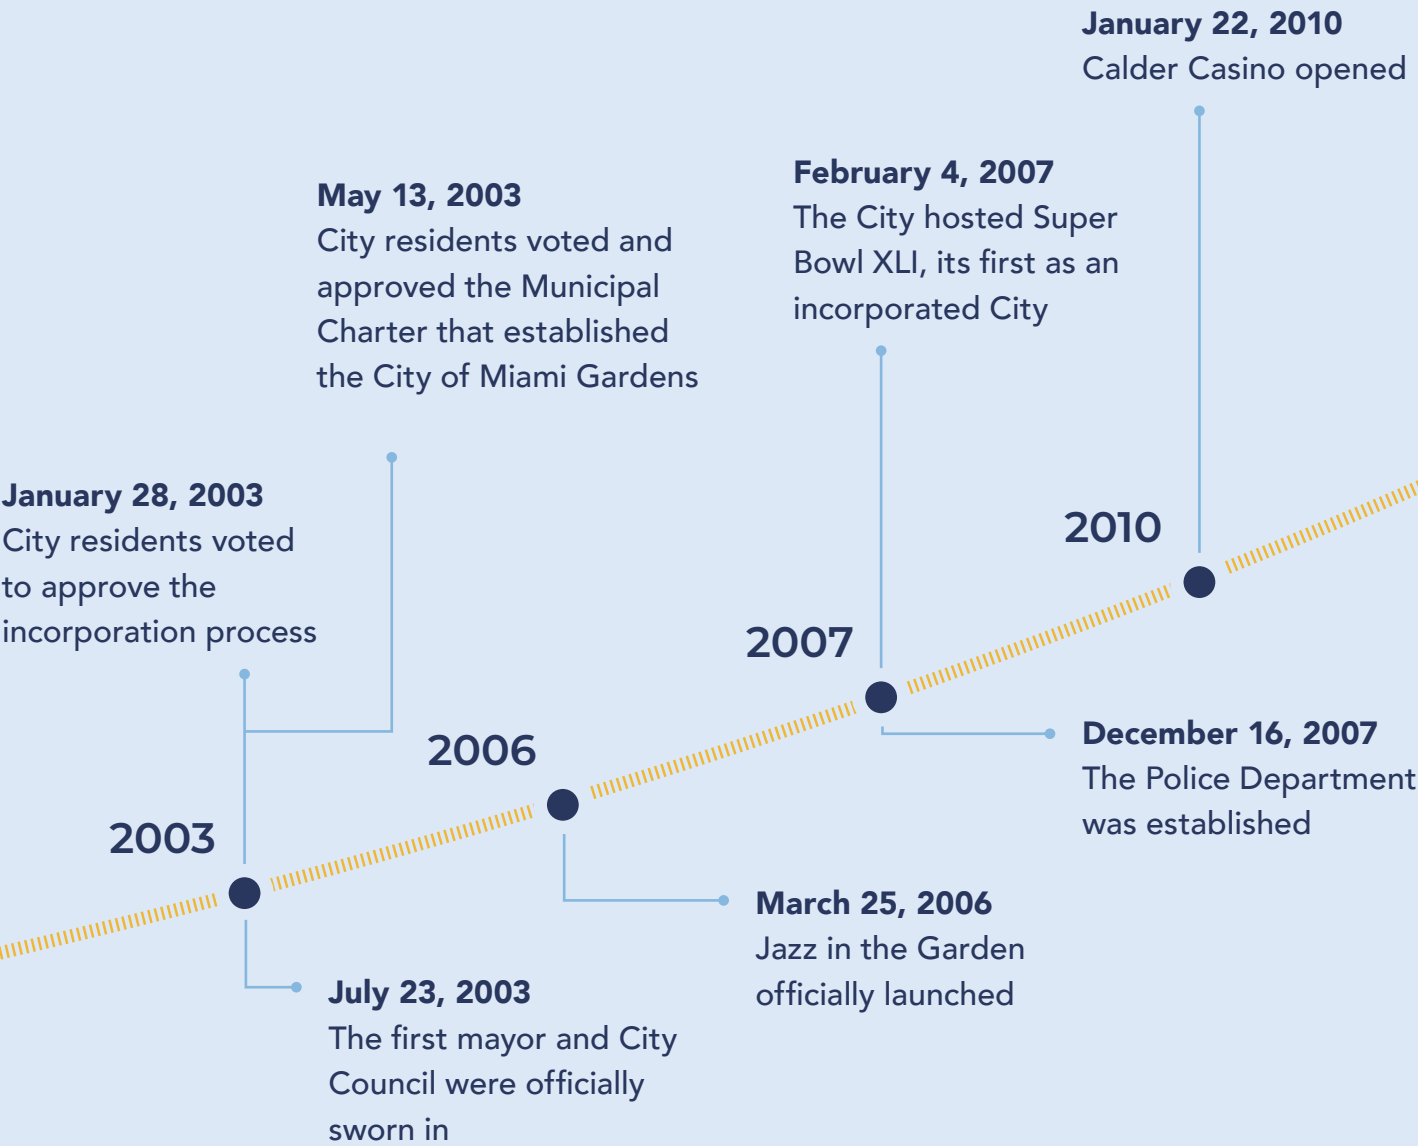 January 22, 2010
Calder Casino opened
February 4, 2007
The City hosted Super
Bowl XLI, its first as an
incorporated City
May 13, 2003
City residents voted and
approved the Municipal
Charter that established
the City of Miami Gardens
January 28, 2003
City residents voted
to approve the
incorporation process
2010
2007
2006
2003
December 16, 2007
The Police Department
was established
March 25, 2006
Jazz in the Garden
officially launched
July 23, 2003
The first mayor and City
Council were officially
sworn in